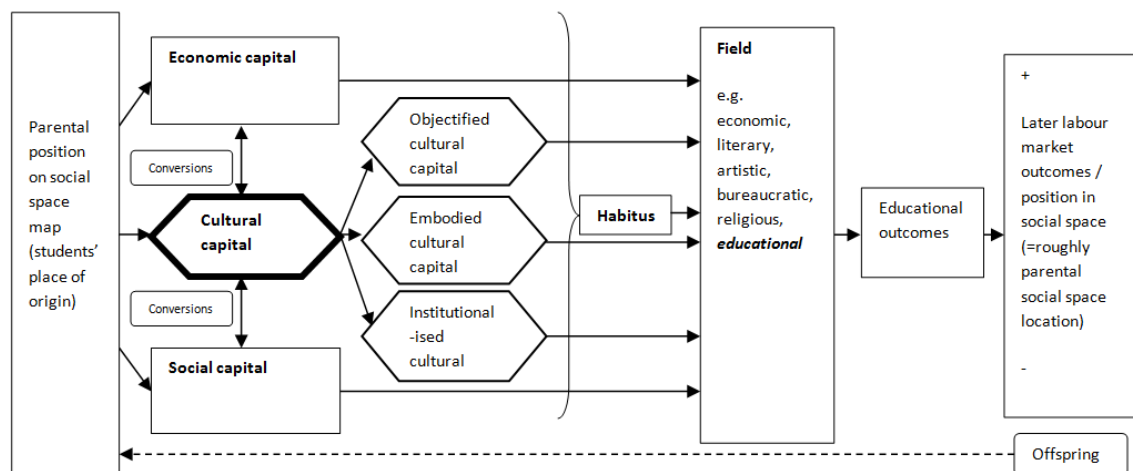 Parental
position
on social
space
map
(students’
place of
origin)
Economic capital
Conversions
Cultural
capital
Conversions
Social capital
Objectified
cultural
capital
Embodied
cultural
capital
Institutional
-ised
cultural
Habitus
Field
e.g.
economic,
literary,
artistic,
bureaucratic,
religious,
educational
Educational
outcomes
+
Later labour
market
outcomes /
position in
social space
(=roughly
parental
social space
location)
-
Offspring